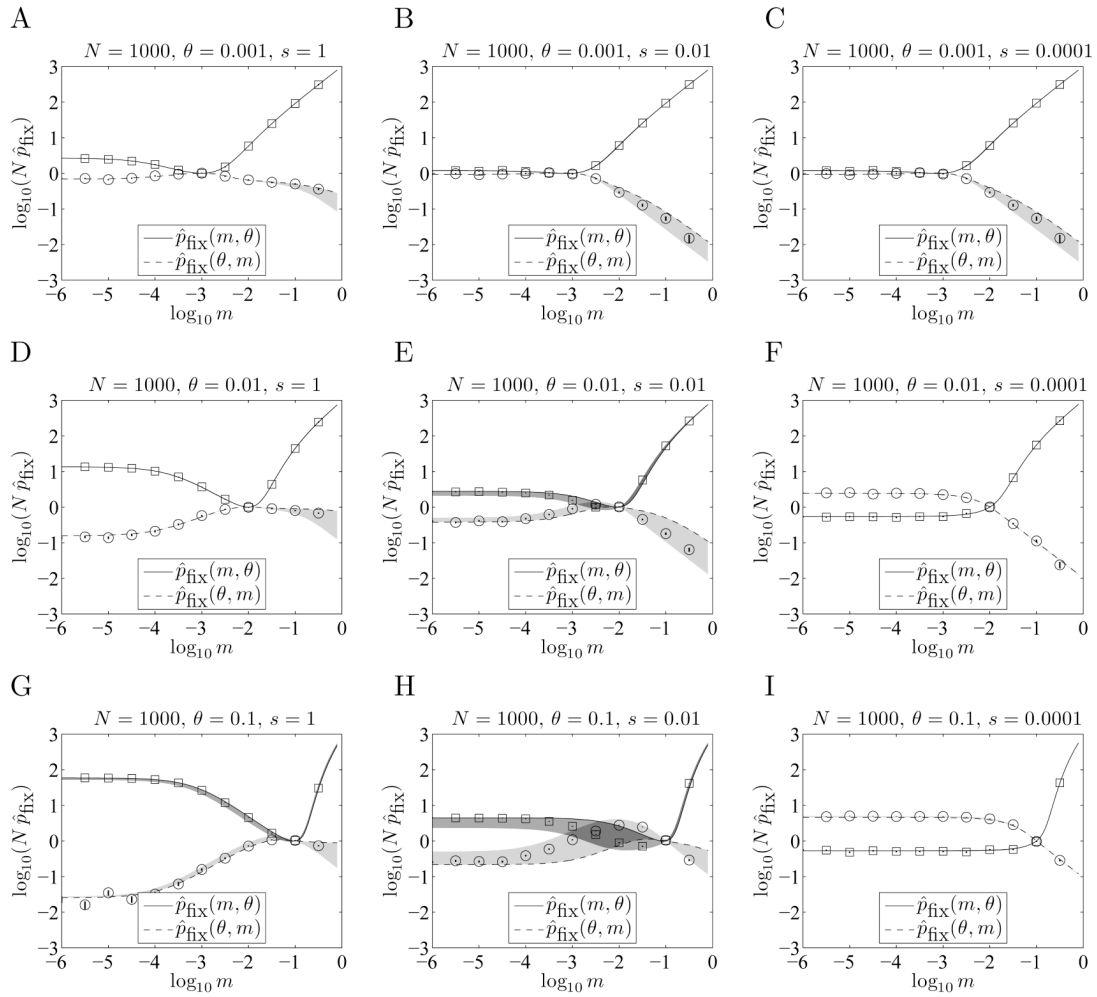 A B C
N = 1000, θ = 0.001, s = 1 N = 1000, θ = 0.001, s = 0.01 N = 1000, θ = 0.001, s = 0.0001
3 2 1 0 −1 −2 −3
log10(N p̂fix)
p̂fix(m, θ)
p̂fix(θ, m)
−6 −5 −4 −3 −2 −1 0
log10 m
3 2 1 0 −1 −2 −3
log10(N p̂fix)
p̂fix(m, θ)
p̂fix(θ, m)
−6 −5 −4 −3 −2 −1 0
log10 m
3 2 1 0 −1 −2 −3
log10(N p̂fix)
p̂fix(m, θ)
p̂fix(θ, m)
−6 −5 −4 −3 −2 −1 0
log10 m
D E F
N = 1000, θ = 0.01, s = 1 N = 1000, θ = 0.01, s = 0.01 N = 1000, θ = 0.01, s = 0.0001
3 2 1 0 −1 −2 −3
log10(N p̂fix)
p̂fix(m, θ)
p̂fix(θ, m)
−6 −5 −4 −3 −2 −1 0
log10 m
3 2 1 0 −1 −2 −3
log10(N p̂fix)
p̂fix(m, θ)
p̂fix(θ, m)
−6 −5 −4 −3 −2 −1 0
log10 m
3 2 1 0 −1 −2 −3
log10(N p̂fix)
p̂fix(m, θ)
p̂fix(θ, m)
−6 −5 −4 −3 −2 −1 0
log10 m
G H I
N = 1000, θ = 0.1, s = 1 N = 1000, θ = 0.1, s = 0.01 N = 1000, θ = 0.1, s = 0.0001
3 2 1 0 −1 −2 −3
log10(N p̂fix)
p̂fix(m, θ)
p̂fix(θ, m)
−6 −5 −4 −3 −2 −1 0
log10 m
3 2 1 0 −1 −2 −3
log10(N p̂fix)
p̂fix(m, θ)
p̂fix(θ, m)
−6 −5 −4 −3 −2 −1 0
log10 m
3 2 1 0 −1 −2 −3
log10(N p̂fix)
p̂fix(m, θ)
p̂fix(θ, m)
−6 −5 −4 −3 −2 −1 0
log10 m